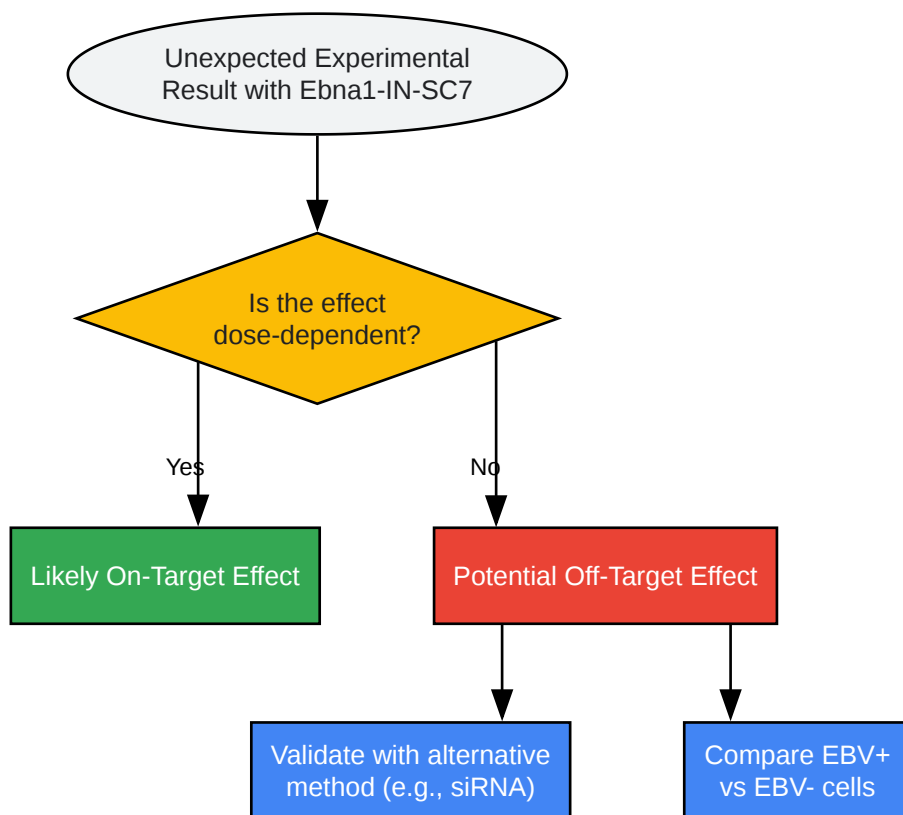 Unexpected Experimental
Result with Ebna1-IN-SC7
Is the effect
dose-dependent?
Yes
No
Likely On-Target Effect
Potential Off-Target Effect
Validate with alternative
method (e.g., siRNA)
Compare EBV+
vs EBV- cells